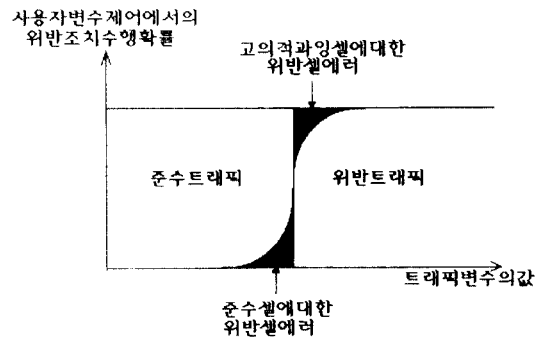 사용자변수제어에서의
위반조치수행확률
고의적과잉셀에대한
위반셀에러
준수트래픽
위반트래픽
트래픽변수의값
준수셀에대한
위반셀에러